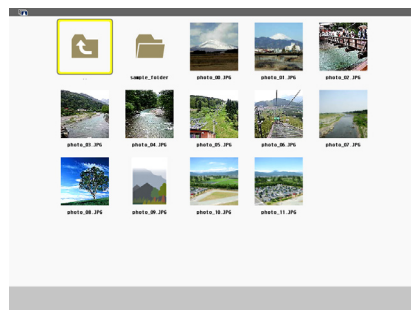 ..
sample_folder
photo_00.JPG
photo_01.JPG
photo_02.JPG
photo_03.JPG
photo_04.JPG
photo_05.JPG
photo_06.JPG
photo_07.JPG
photo_08.JPG
photo_09.JPG
photo_10.JPG
photo_11.JPG